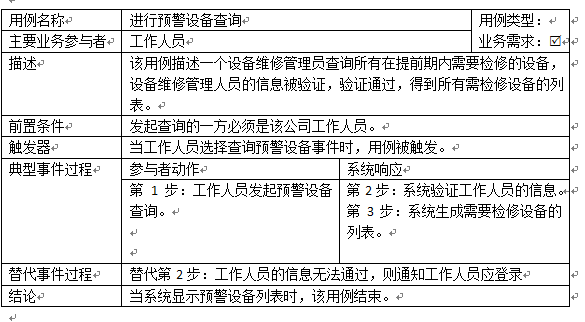 用例名称 进行预警设备查询 用例类型：
主要业务参与者 工作人员 业务需求：☑
描述 该用例描述一个设备维修管理员查询所有在提前期内需要检修的设备，
设备维修管理人员的信息被验证，验证通过，得到所有需检修设备的列
表。
前置条件 发起查询的一方必须是该公司工作人员。
触发器 当工作人员选择查询预警设备事件时，用例被触发。
典型事件过程 参与者动作 系统响应
第 1 步：工作人员发起预警设备
查询。
第 2 步：系统验证工作人员的信息。
第 3 步：系统生成需要检修设备的
列表。
替代事件过程 替代第 2 步：工作人员的信息无法通过，则通知工作人员应登录
结论 当系统显示预警设备列表时，该用例结束。